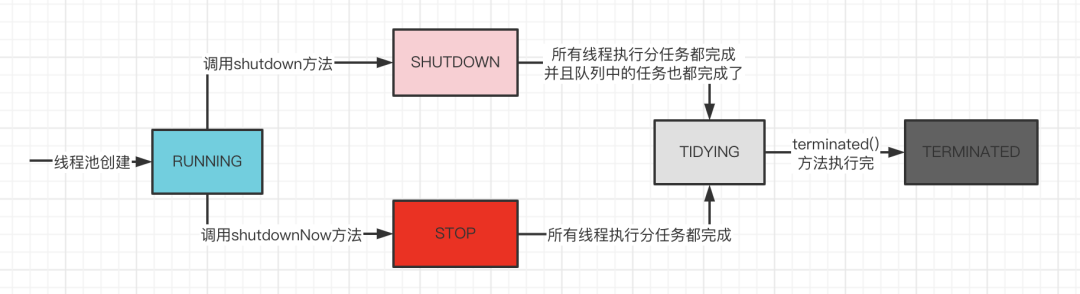 调用shutdown方法
SHUTDOWN
所有线程执行分任务都完成
并且队列中的任务也都完成了
线程池创建
RUNNING
TIDYING
terminated()
方法执行完
TERMINATED
调用shutdownNow方法
STOP
所有线程执行分任务都完成